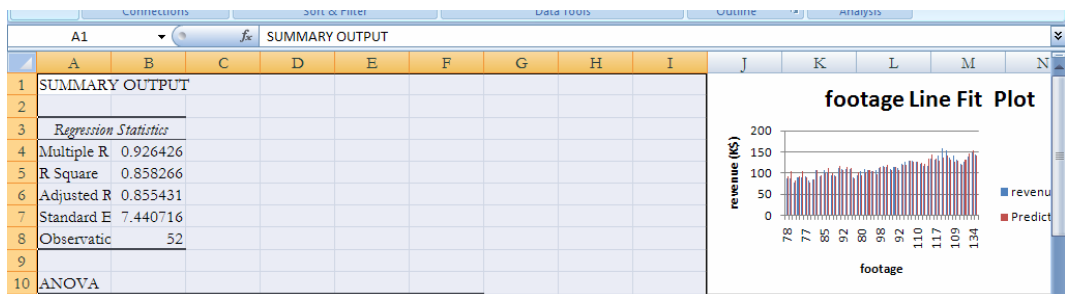 Connections Sort & Filter Data Tools Outline Analysis
A1 fx SUMMARY OUTPUT
A B C D E F G H I J K L M N
1 SUMMARY OUTPUT
2
3 Regression Statistics
4 Multiple R 0.926426
5 R Square 0.858266
6 Adjusted R 0.855431
7 Standard E 7.440716
8 Observatic 52
9
10 ANOVA
footage Line Fit Plot
revenue (K$)
200
150
100
50
0
78 77 85 92 80 98 92 110 117 109 134
footage
revenu
Predict